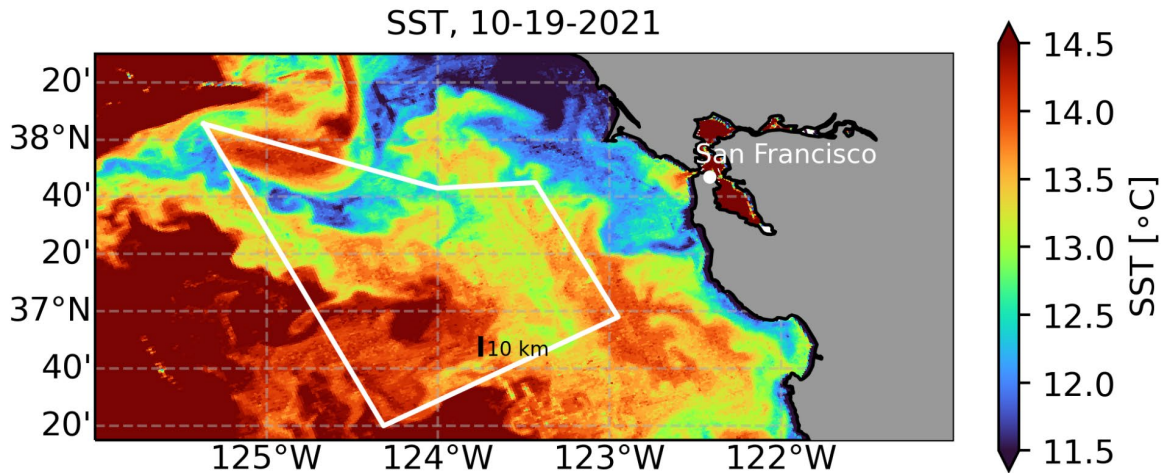 SST, 10-19-2021
20'
38°N
40'
20'
37°N
40'
20'
San Francisco
10 km
125°W
124°W
123°W
122°W
14.5
14.0
13.5
13.0
12.5
12.0
11.5
SST [∘C]